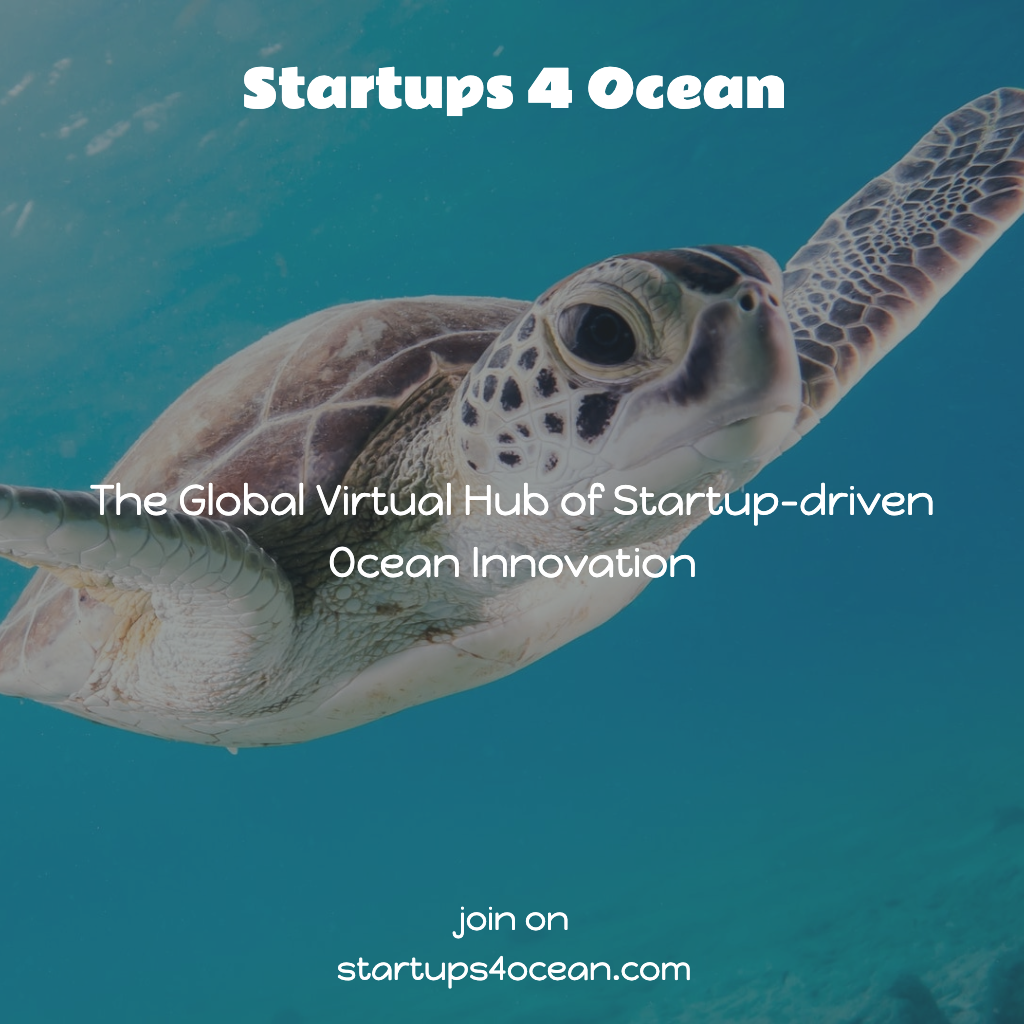 Startups 4 Ocean
The Global Virtual Hub of Startup-driven
Ocean Innovation
join on
startups4ocean.com